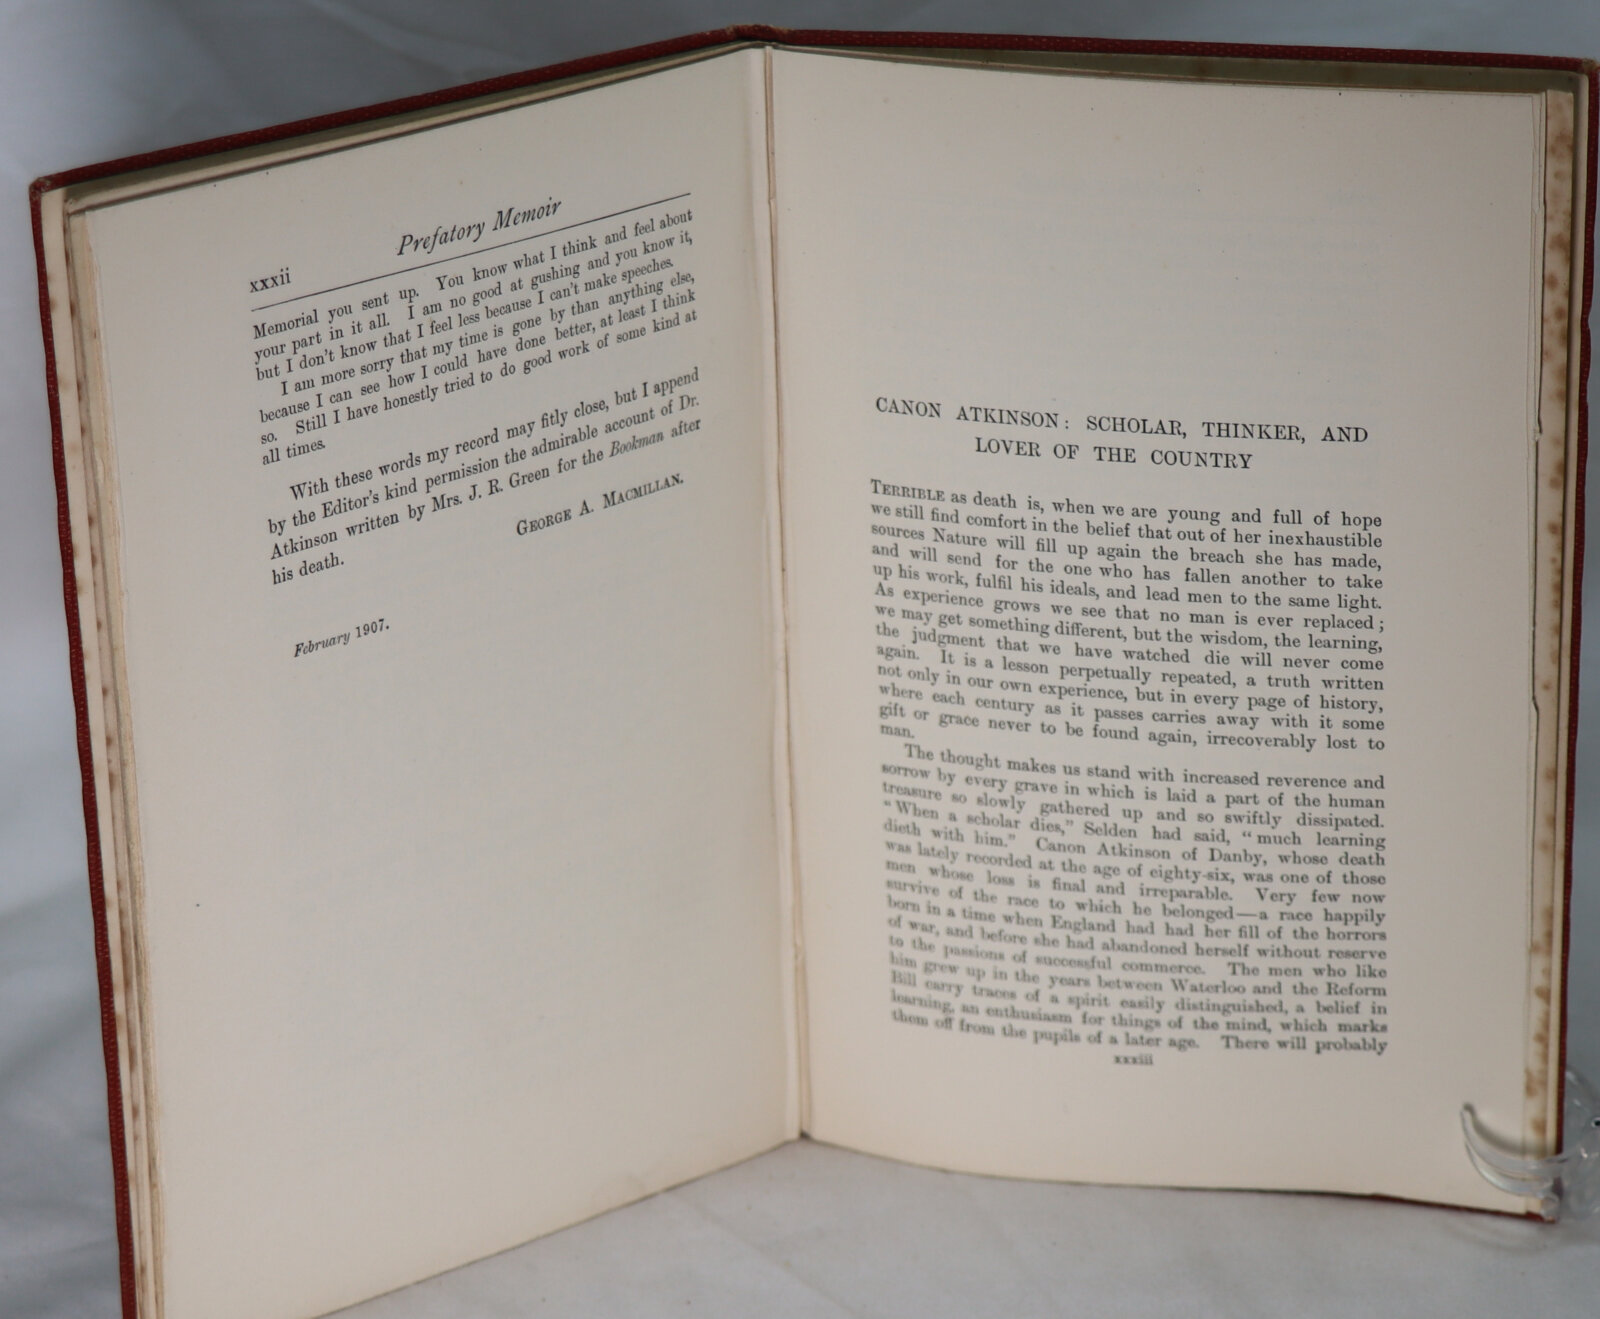 xxxii
Prefatory Memoir
Memorial you sent up. You know what I think and feel about
your part in it all. I am no good at gushing and you know it,
but I don't know that I feel less because I can't make speeches.
I am more sorry that my time is gone by than anything else,
because I can see how I could have done better, at least I think
so. Still I have honestly tried to do good work of some kind at
all times.
With these words my record may fitly close, but I append
by the Editor's kind permission the admirable account of Dr.
Atkinson written by Mrs. J. R. Green for the Bookman after
his death.
GEORGE A. MACMILLAN.
February 1907.
CANON ATKINSON: SCHOLAR, THINKER, AND
LOVER OF THE COUNTRY
TERRIBLE as death is, when we are young and full of hope
we still find comfort in the belief that out of her inexhaustible
sources Nature will fill up again the breach she has made,
and will send for the one who has fallen another to take
up his work, fulfil his ideals, and lead men to the same light.
As experience grows we see that no man is ever replaced;
we may get something different, but the wisdom, the learning,
the judgment that we have watched die will never come
again. It is a lesson perpetually repeated, a truth written
not only in our own experience, but in every page of history,
where each century as it passes carries away with it some
gift or grace never to be found again, irrecoverably lost to
man.
The thought makes us stand with increased reverence and
sorrow by every grave in which is laid a part of the human
treasure so slowly gathered up and so swiftly dissipated.
"When a scholar dies," Selden had said, "much learning
dieth with him." Canon Atkinson of Danby, whose death
was lately recorded at the age of eighty-six, was one of those
men whose loss is final and irreparable. Very few now
survive of the race to which he belonged—a race happily
born in a time when England had had her fill of the horrors
of war, and before she had abandoned herself without reserve
to the passions of successful commerce. The men who like
him grew up in the years between Waterloo and the Reform
Bill carry traces of a spirit easily distinguished, a belief in
learning, an enthusiasm for things of the mind, which marks
them off from the pupils of a later age. There will probably
xxxiii